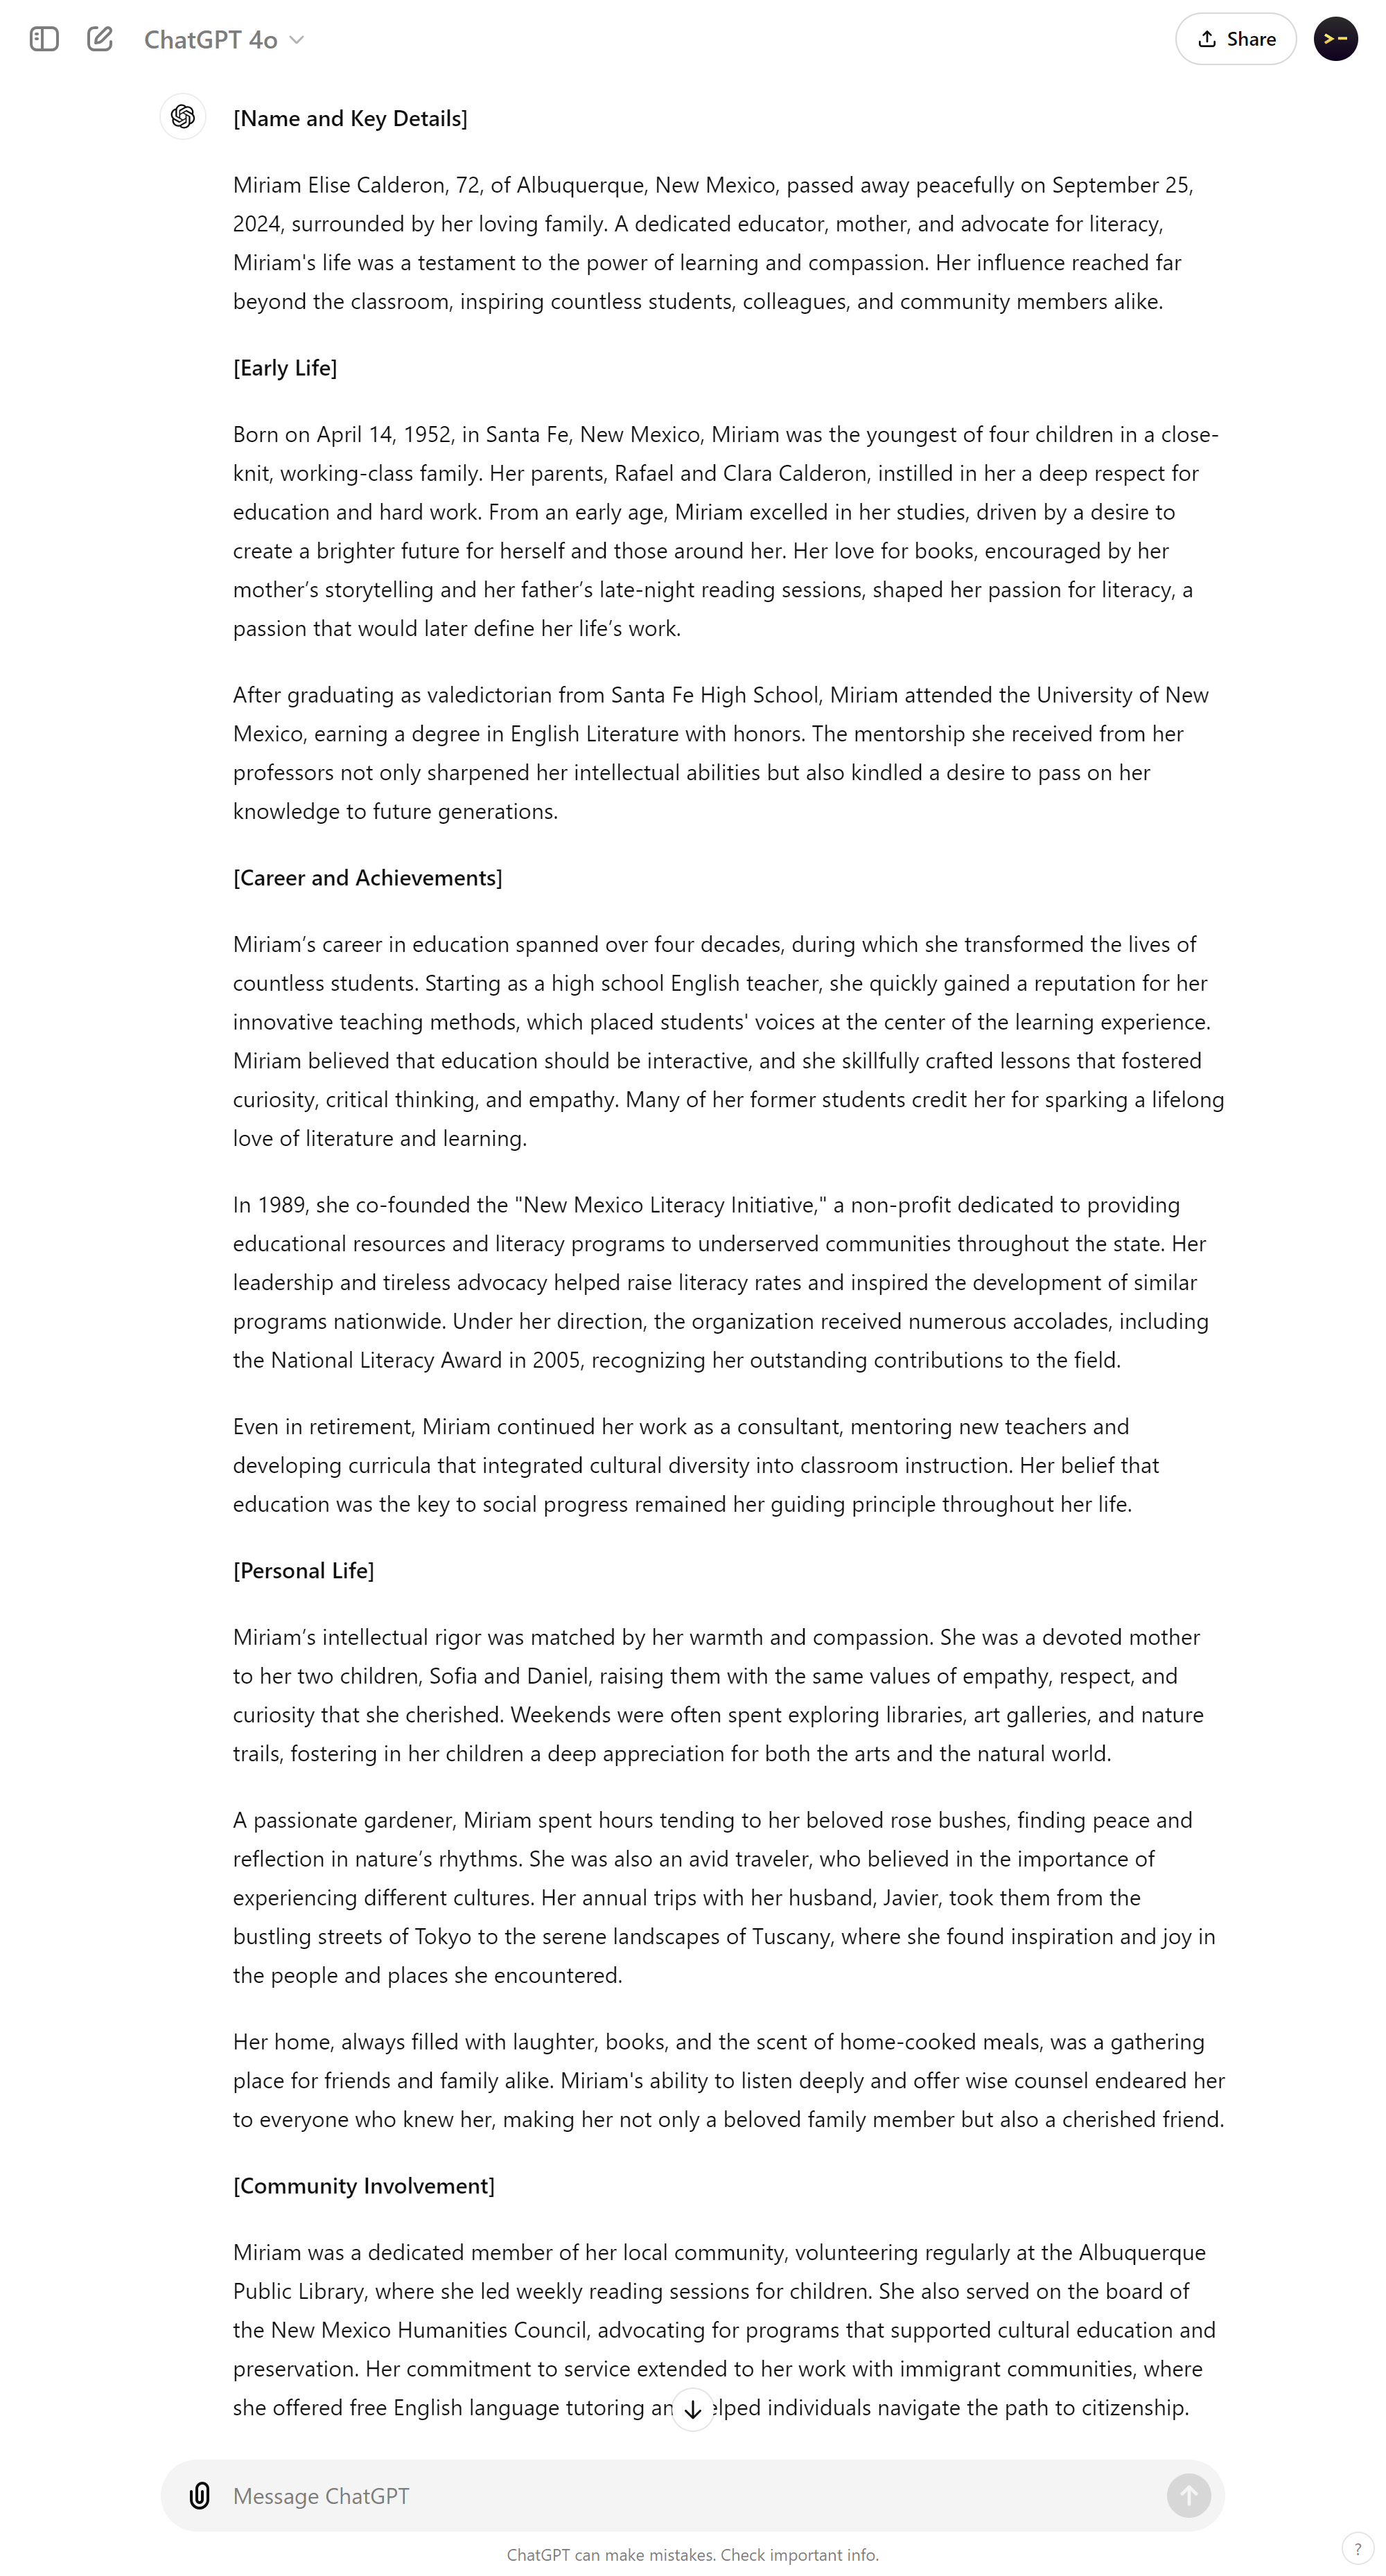 ChatGPT 4o
Share
[Name and Key Details]
Miriam Elise Calderon, 72, of Albuquerque, New Mexico, passed away peacefully on September 25,
2024, surrounded by her loving family. A dedicated educator, mother, and advocate for literacy,
Miriam's life was a testament to the power of learning and compassion. Her influence reached far
beyond the classroom, inspiring countless students, colleagues, and community members alike.
[Early Life]
Born on April 14, 1952, in Santa Fe, New Mexico, Miriam was the youngest of four children in a close-
knit, working-class family. Her parents, Rafael and Clara Calderon, instilled in her a deep respect for
education and hard work. From an early age, Miriam excelled in her studies, driven by a desire to
create a brighter future for herself and those around her. Her love for books, encouraged by her
mother’s storytelling and her father’s late-night reading sessions, shaped her passion for literacy, a
passion that would later define her life’s work.
After graduating as valedictorian from Santa Fe High School, Miriam attended the University of New
Mexico, earning a degree in English Literature with honors. The mentorship she received from her
professors not only sharpened her intellectual abilities but also kindled a desire to pass on her
knowledge to future generations.
[Career and Achievements]
Miriam’s career in education spanned over four decades, during which she transformed the lives of
countless students. Starting as a high school English teacher, she quickly gained a reputation for her
innovative teaching methods, which placed students' voices at the center of the learning experience.
Miriam believed that education should be interactive, and she skillfully crafted lessons that fostered
curiosity, critical thinking, and empathy. Many of her former students credit her for sparking a lifelong
love of literature and learning.
In 1989, she co-founded the "New Mexico Literacy Initiative," a non-profit dedicated to providing
educational resources and literacy programs to underserved communities throughout the state. Her
leadership and tireless advocacy helped raise literacy rates and inspired the development of similar
programs nationwide. Under her direction, the organization received numerous accolades, including
the National Literacy Award in 2005, recognizing her outstanding contributions to the field.
Even in retirement, Miriam continued her work as a consultant, mentoring new teachers and
developing curricula that integrated cultural diversity into classroom instruction. Her belief that
education was the key to social progress remained her guiding principle throughout her life.
[Personal Life]
Miriam’s intellectual rigor was matched by her warmth and compassion. She was a devoted mother
to her two children, Sofia and Daniel, raising them with the same values of empathy, respect, and
curiosity that she cherished. Weekends were often spent exploring libraries, art galleries, and nature
trails, fostering in her children a deep appreciation for both the arts and the natural world.
A passionate gardener, Miriam spent hours tending to her beloved rose bushes, finding peace and
reflection in nature’s rhythms. She was also an avid traveler, who believed in the importance of
experiencing different cultures. Her annual trips with her husband, Javier, took them from the
bustling streets of Tokyo to the serene landscapes of Tuscany, where she found inspiration and joy in
the people and places she encountered.
Her home, always filled with laughter, books, and the scent of home-cooked meals, was a gathering
place for friends and family alike. Miriam's ability to listen deeply and offer wise counsel endeared her
to everyone who knew her, making her not only a beloved family member but also a cherished friend.
[Community Involvement]
Miriam was a dedicated member of her local community, volunteering regularly at the Albuquerque
Public Library, where she led weekly reading sessions for children. She also served on the board of
the New Mexico Humanities Council, advocating for programs that supported cultural education and
preservation. Her commitment to service extended to her work with immigrant communities, where
she offered free English language tutoring an elped individuals navigate the path to citizenship.
Message ChatGPT
ChatGPT can make mistakes. Check important info.
?